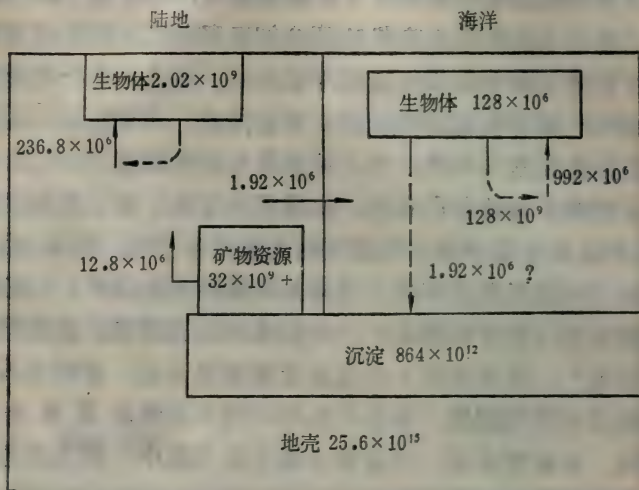 陆地
海洋
生物体2.02×10⁹
生物体 128×10⁶
236.8×10⁶
992×10⁶
1.92×10⁶
128×10⁹
12.8×10⁶
矿物资源
32×10⁹ +
1.92×10⁶ ?
沉淀 864×10¹²
地壳 25.6×10¹⁵